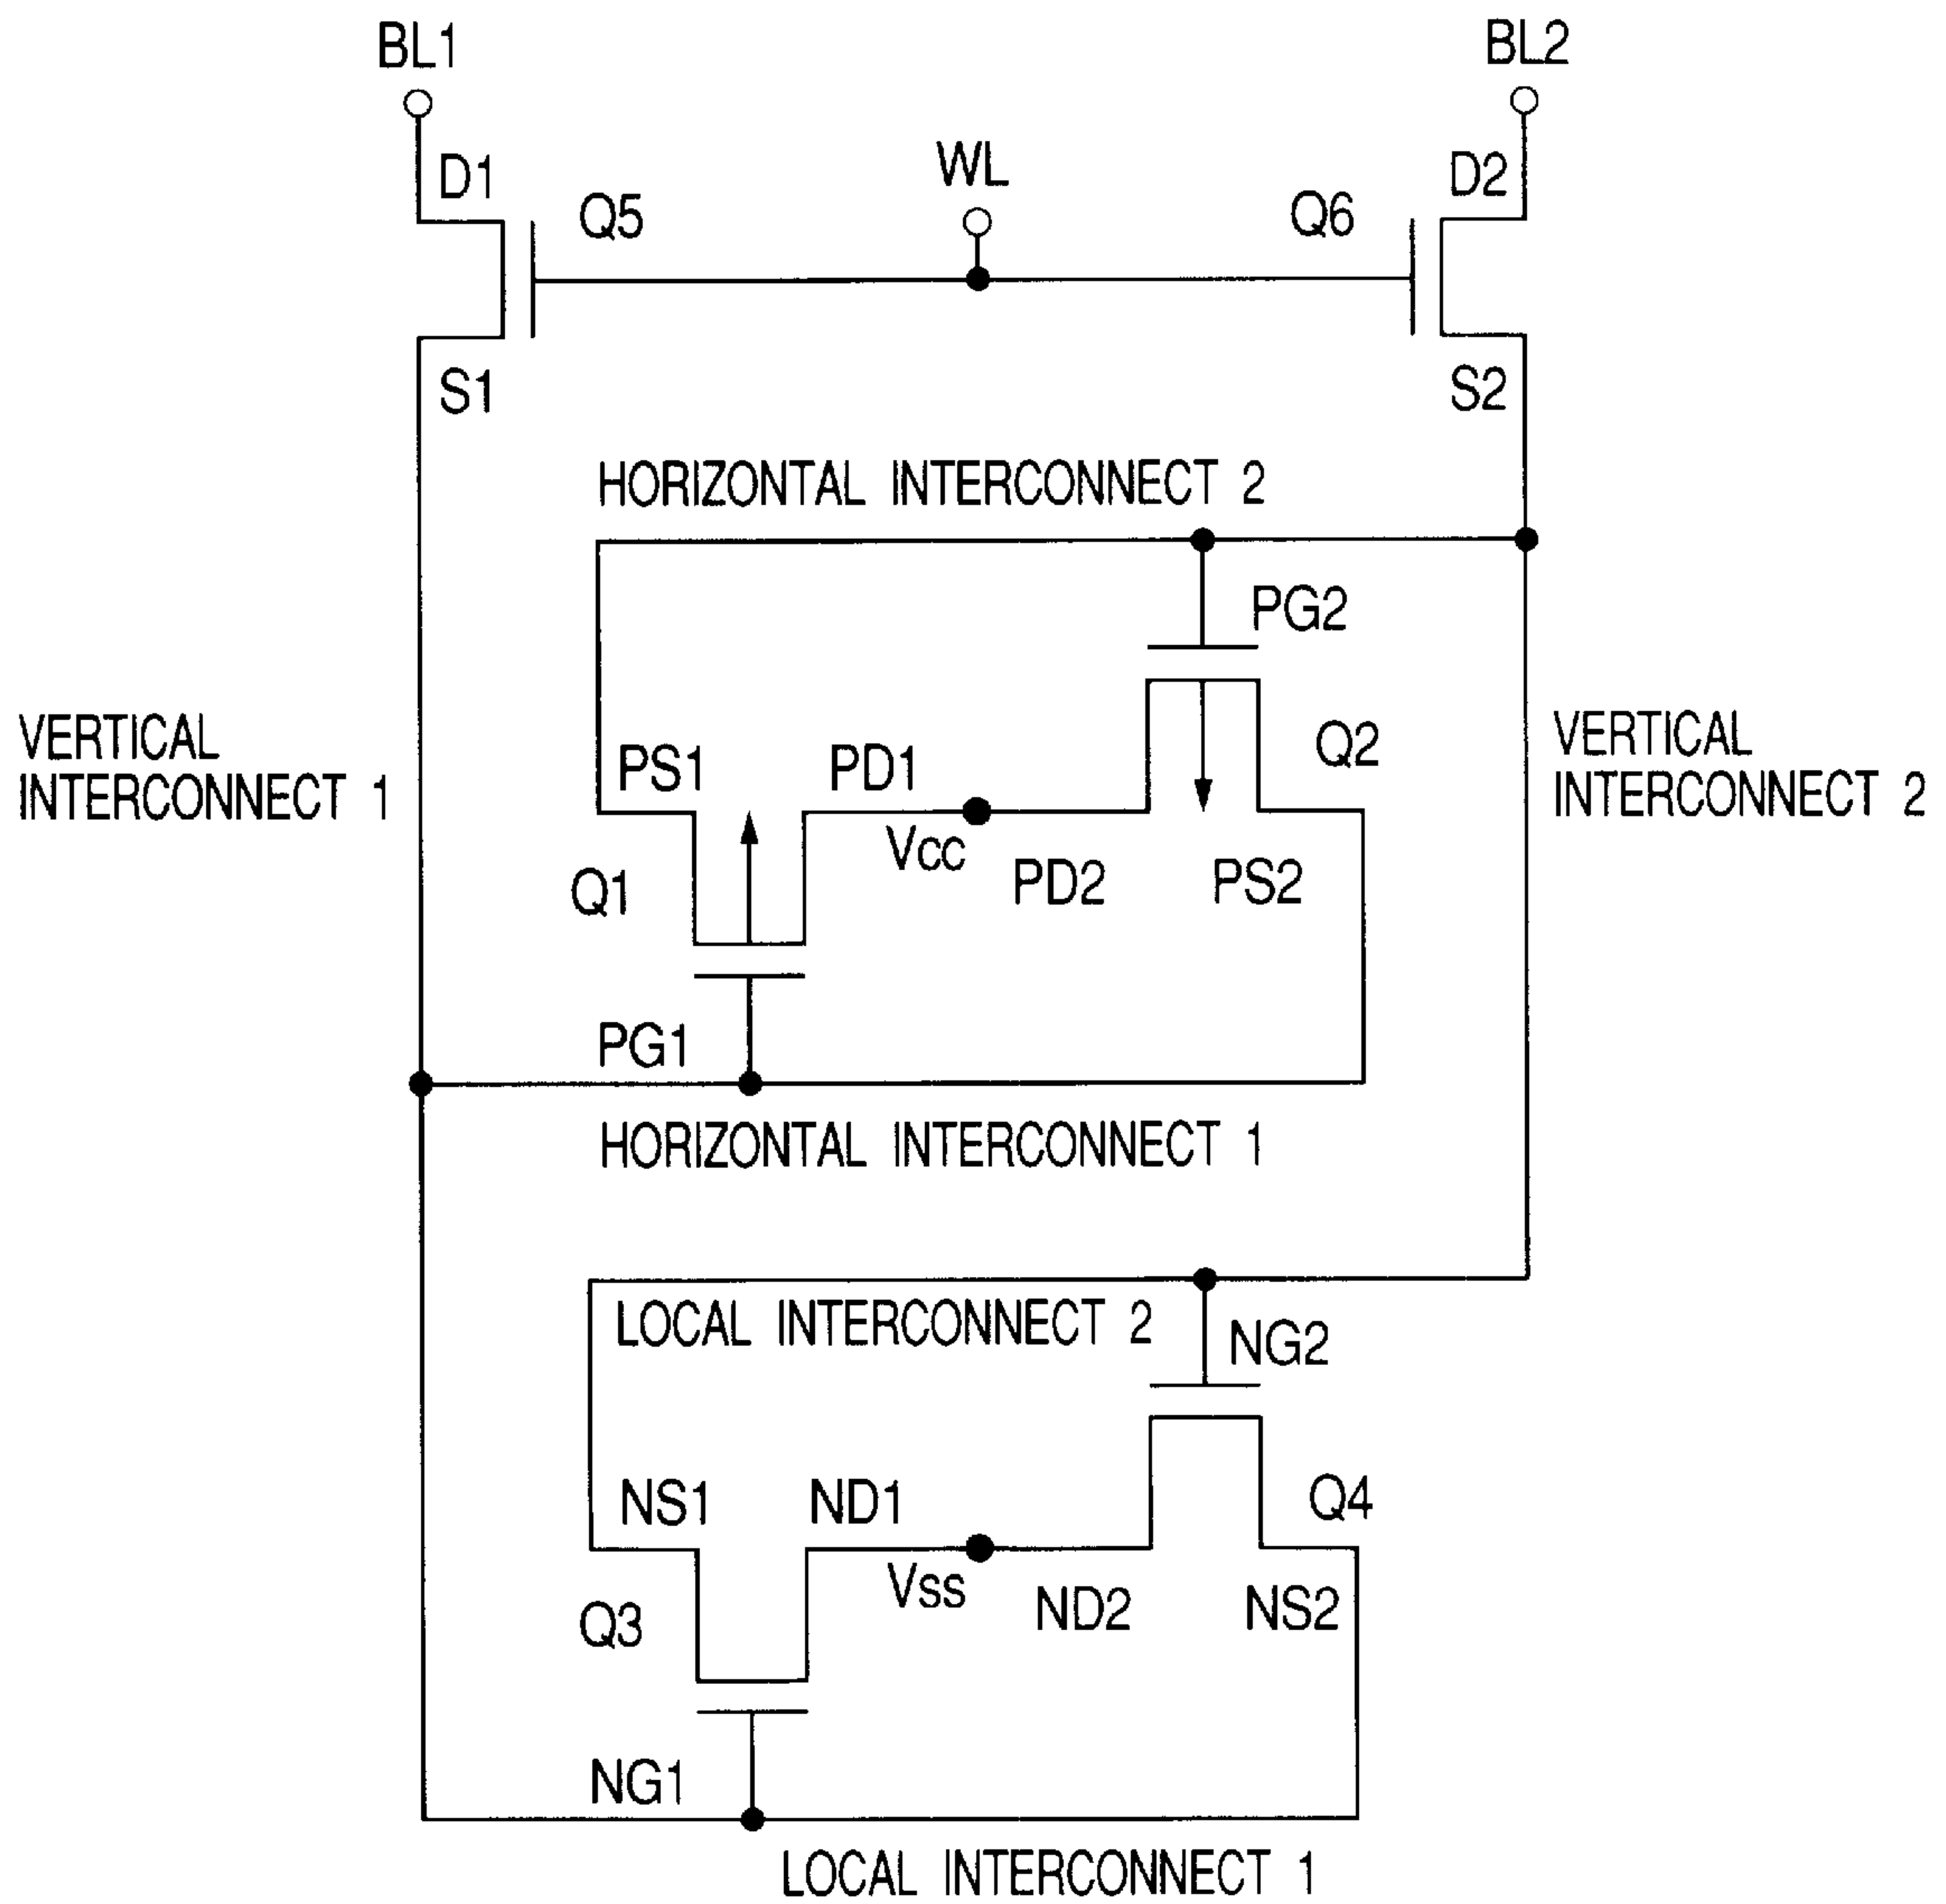 BL1
BL2
D1
WL
D2
Q5
Q6
S1
S2
HORIZONTAL INTERCONNECT 2
PG2
VERTICAL
INTERCONNECT 1
PS1
PD1
Q2
VERTICAL
INTERCONNECT 2
VCC
Q1
PD2
PS2
PG1
HORIZONTAL INTERCONNECT 1
LOCAL INTERCONNECT 2
NG2
NS1
ND1
Q4
VSS
Q3
ND2
NS2
NG1
LOCAL INTERCONNECT 1